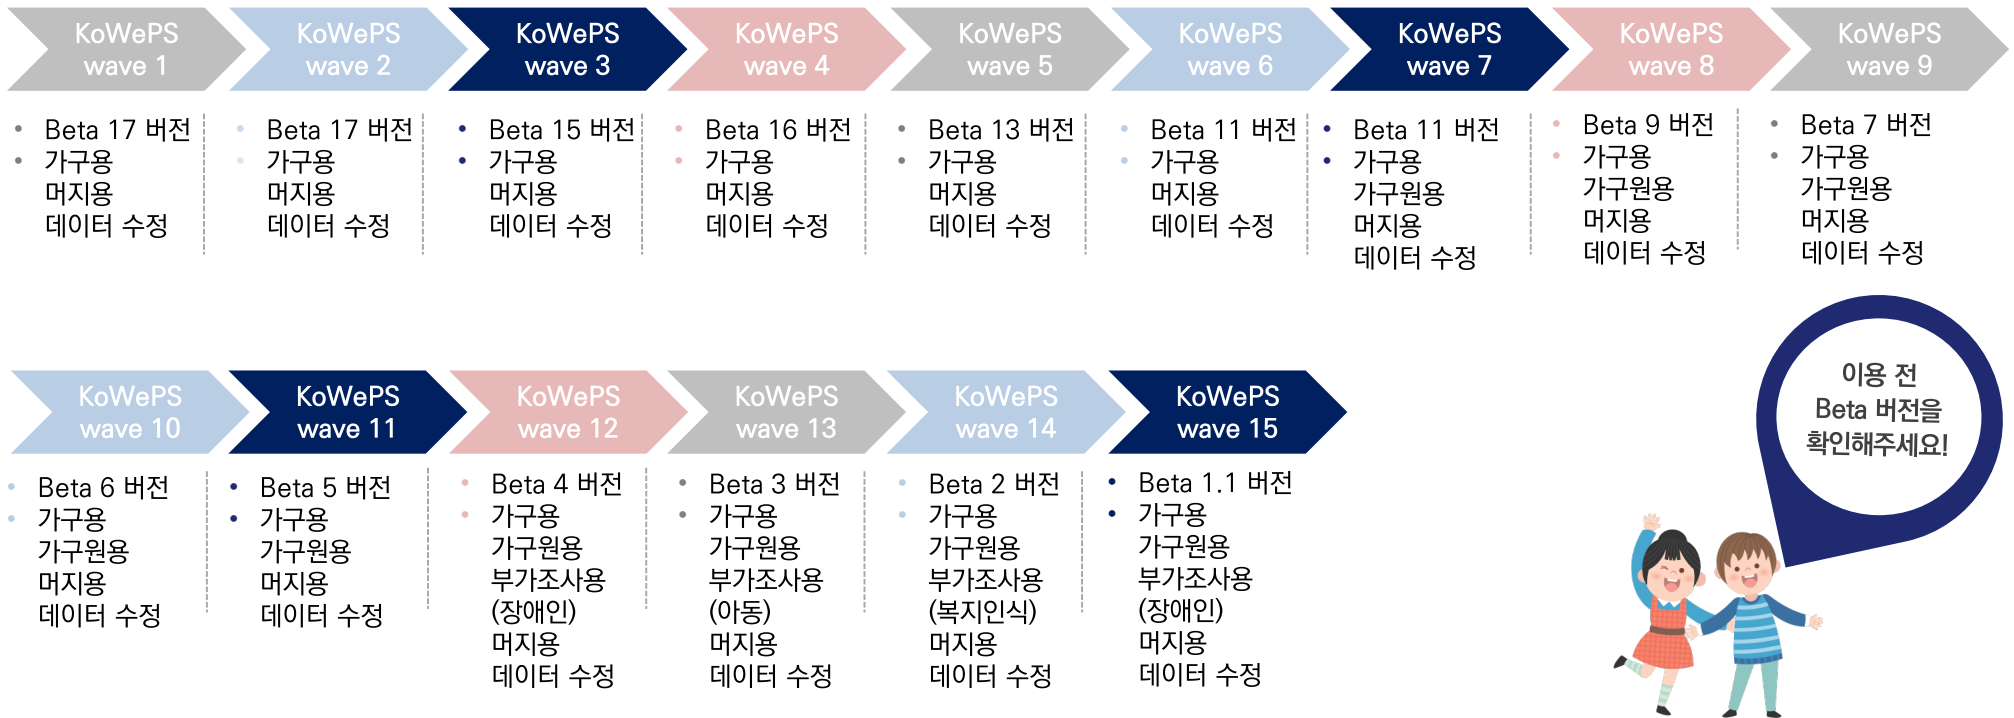 KoWePS
wave 1
Beta 17 버전
가구용
머지용
데이터 수정
KoWePS
wave 2
Beta 17 버전
가구용
머지용
데이터 수정
KoWePS
wave 3
Beta 15 버전
가구용
머지용
데이터 수정
KoWePS
wave 4
Beta 16 버전
가구용
머지용
데이터 수정
KoWePS
wave 5
Beta 13 버전
가구용
머지용
데이터 수정
KoWePS
wave 6
Beta 11 버전
가구용
머지용
데이터 수정
KoWePS
wave 7
Beta 11 버전
가구용
가구원용
머지용
데이터 수정
KoWePS
wave 8
Beta 9 버전
가구용
가구원용
머지용
데이터 수정
KoWePS
wave 9
Beta 7 버전
가구용
가구원용
머지용
데이터 수정
KoWePS
wave 10
Beta 6 버전
가구용
가구원용
머지용
데이터 수정
KoWePS
wave 11
Beta 5 버전
가구용
가구원용
머지용
데이터 수정
KoWePS
wave 12
Beta 4 버전
가구용
가구원용
부가조사용
(장애인)
머지용
데이터 수정
KoWePS
wave 13
Beta 3 버전
가구용
가구원용
부가조사용
(아동)
머지용
데이터 수정
KoWePS
wave 14
Beta 2 버전
가구용
가구원용
부가조사용
(복지인식)
머지용
데이터 수정
KoWePS
wave 15
Beta 1.1 버전
가구용
가구원용
부가조사용
(장애인)
머지용
데이터 수정
이용 전
Beta 버전을
확인해주세요!